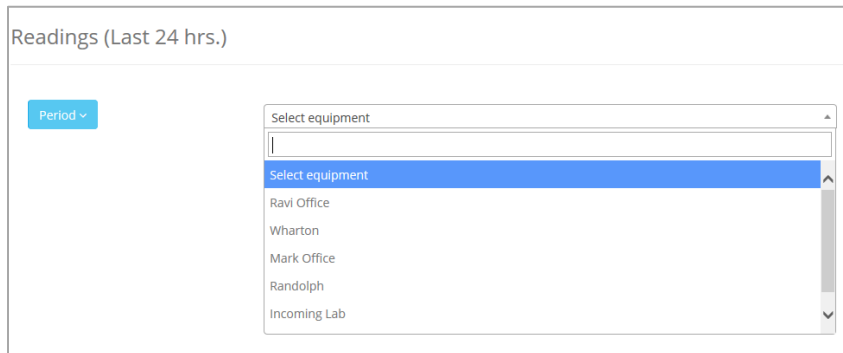 Readings (Last 24 hrs.)
Period
Select equipment
Select equipment
Ravi Office
Wharton
Mark Office
Randolph
Incoming Lab